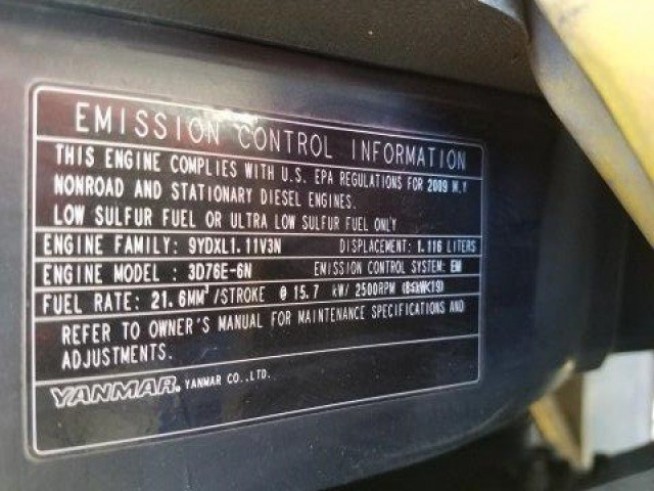 EMISSION CONTROL INFORMATION
THIS ENGINE COMPLIES WITH U.S. EPA REGULATIONS FOR 2009 M.Y
NONROAD AND STATIONARY DIESEL ENGINES.
LOW SULFUR FUEL OR ULTRA LOW SULFUR FUEL ONLY
ENGINE FAMILY: 9YDXL1.11V3N DISPLACEMENT: 1.116 LITERS
ENGINE MODEL : 3D76E-6N EMISSION CONTROL SYSTEM: EM
FUEL RATE: 21.6MM³/STROKE @ 15.7 kW/ 2500RPM
REFER TO OWNER'S MANUAL FOR MAINTENANCE SPECIFICATIONS AND
ADJUSTMENTS.
YANMAR. YANMAR CO.,LTD.